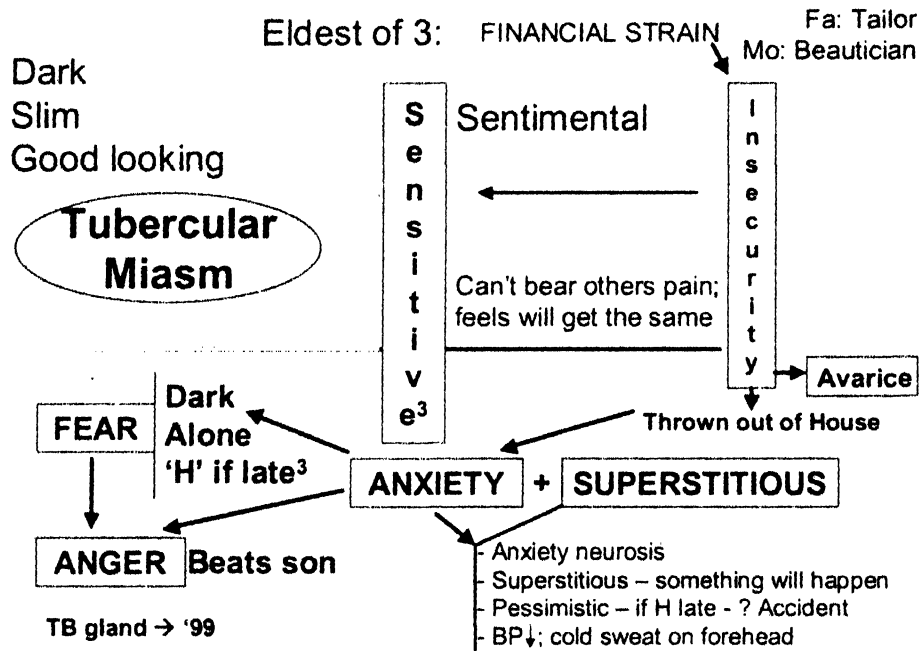 Eldest of 3: FINANCIAL STRAIN
Fa: Tailor
Mo: Beautician
Dark
Slim
Good looking
Tubercular
Miasm
Sensitive³
Sentimental
Insecurity
Can't bear others pain;
feels will get the same
Avarice
Thrown out of House
FEAR
Dark
Alone
'H' if late³
ANXIETY + SUPERSTITIOUS
ANGER Beats son
- Anxiety neurosis
- Superstitious – something will happen
- Pessimistic – if H late - ? Accident
- BP↓; cold sweat on forehead
TB gland → '99